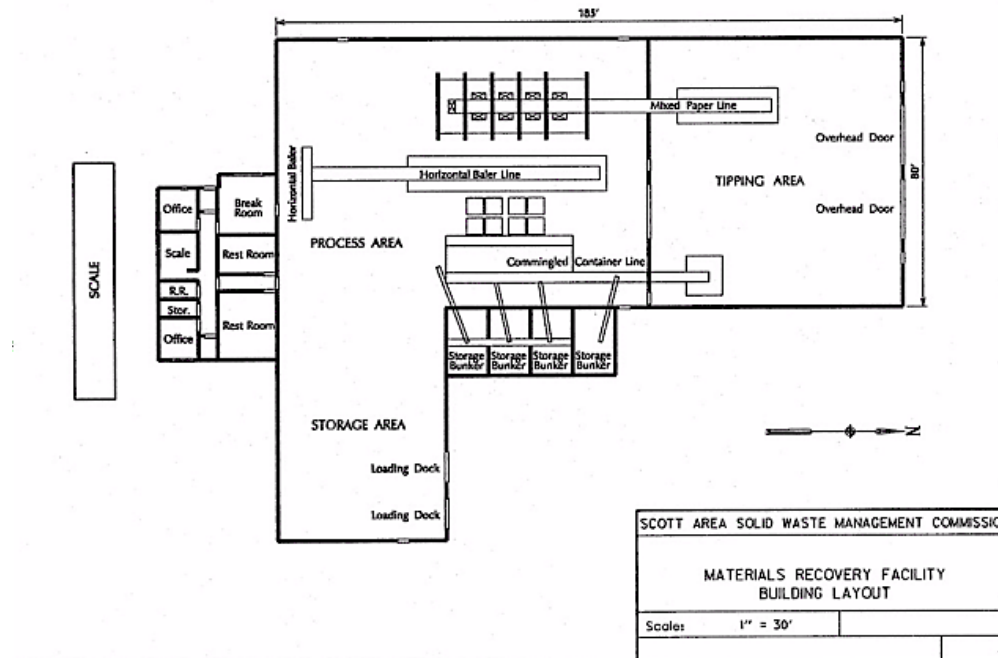 183'
80'
Mixed Paper Line
Overhead Door
Overhead Door
TIPPING AREA
Horizontal Baler
Horizontal Baler Line
PROCESS AREA
Commingled Container Line
SCALE
Office
Break
Room
Scale
Rest Room
R.R.
Stor.
Office
Rest Room
Storage
Bunker
Storage
Bunker
Storage
Bunker
Storage
Bunker
STORAGE AREA
Loading Dock
Loading Dock
N
SCOTT AREA SOLID WASTE MANAGEMENT COMMISSIO
MATERIALS RECOVERY FACILITY
BUILDING LAYOUT
Scale: 1" = 30'